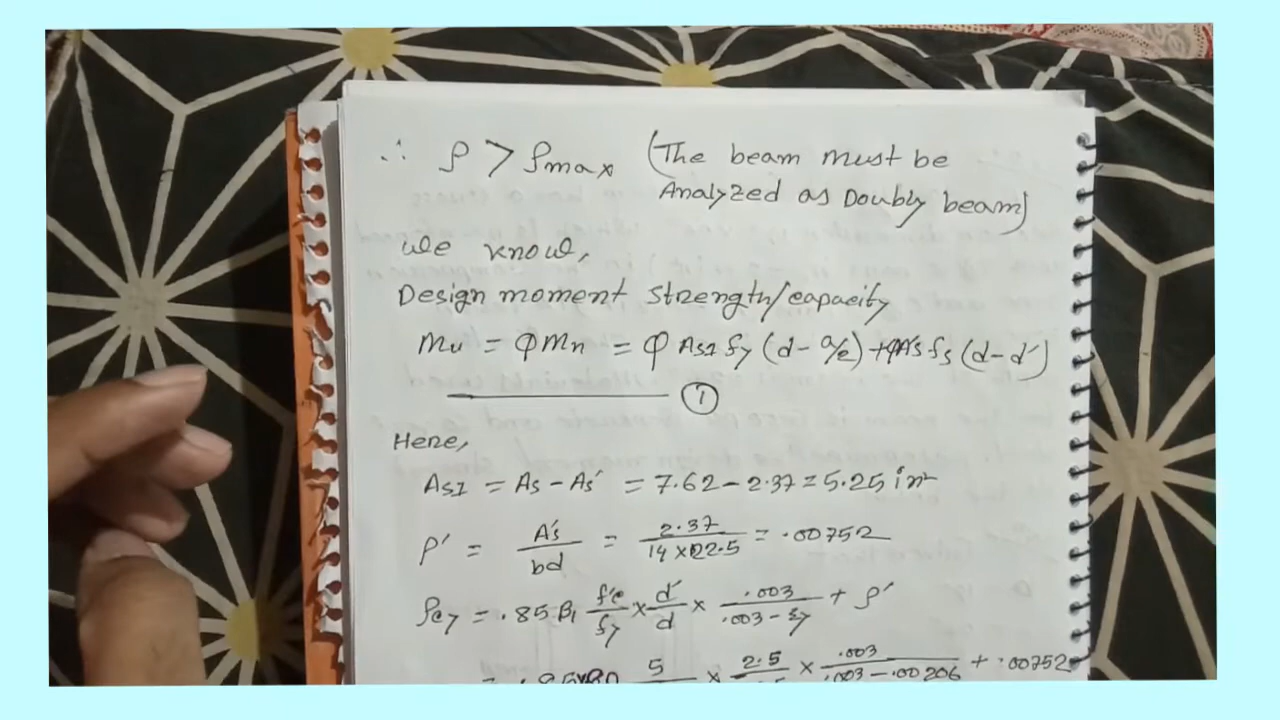 ∴ ρ > ρmax (The beam must be
Analyzed as Doubly beam)
we know,
Design moment strength/capacity
Mu = φMn = φ As1 fy (d - a/2) + φA's fs (d - d')
①
Here,
As1 = As - As' = 7.62 - 2.37 = 5.25 in²
ρ' = A's/bd = 2.37/14×22.5 = .00752
ρcy = .85 β1 f'c/fy × d'/d × .003/.003-εy + ρ'
5 × 2.5 × .003/.003-.00206 + .00752